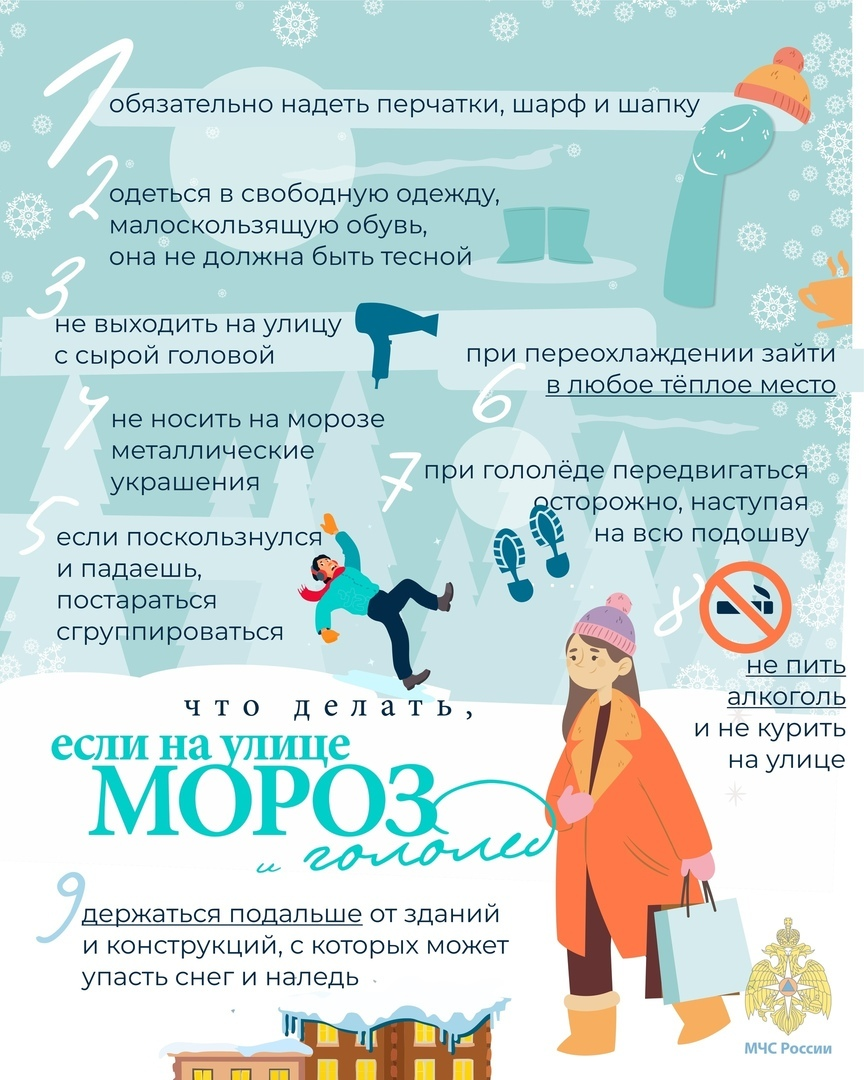 1
обязательно надеть перчатки, шарф и шапку
2
одеться в свободную одежду,
малоскользящую обувь,
она не должна быть тесной
3
не выходить на улицу
с сырой головой
4
не носить на морозе
металлические
украшения
5
если поскользнулся
и падаешь,
постараться
сгруппироваться
6
при переохлаждении зайти
в любое тёплое место
7
при гололёде передвигаться
осторожно, наступая
на всю подошву
8
не пить
алкоголь
и не курить
на улице
что делать,
если на улице
МОРОЗ
и гололед
9
держаться подальше от зданий
и конструкций, с которых может
упасть снег и наледь
МЧС России